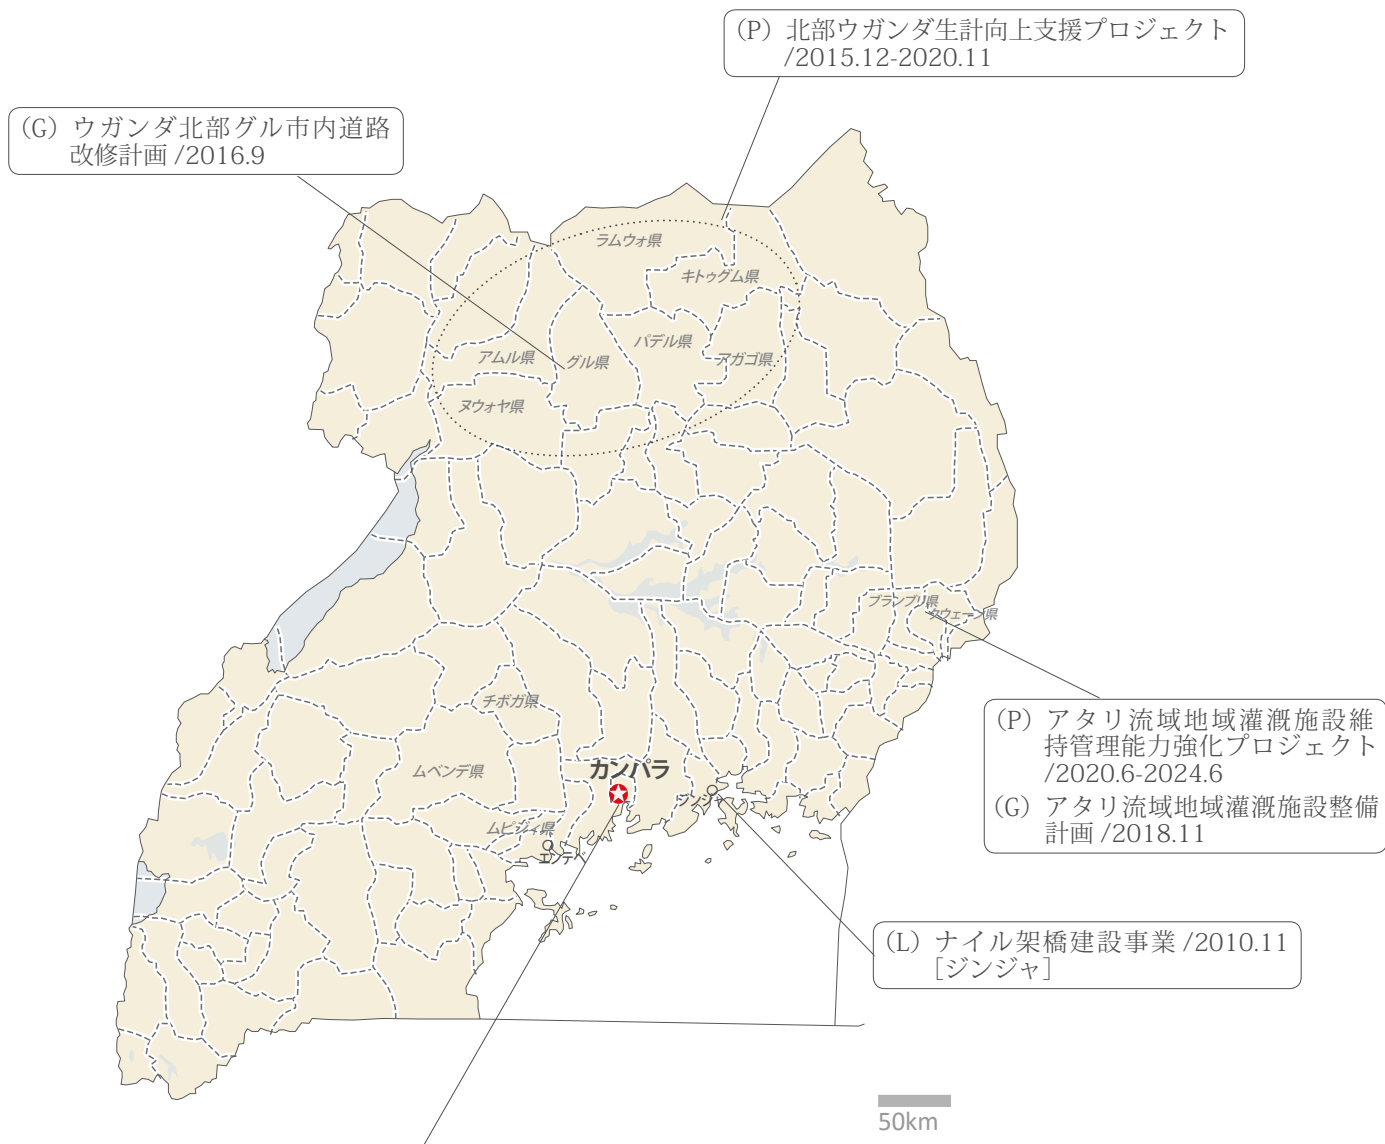 (P) 北部ウガンダ生計向上支援プロジェクト
/2015.12-2020.11
(G) ウガンダ北部グル市内道路
改修計画 /2016.9
ラムウォ県
キトゥグム県
パデル県
アガゴ県
アムル県
グル県
ヌウォヤ県
ブランブリ県
クウェーン県
チボガ県
ムベンデ県
カンパラ
ジンジャ
ムピジィ県
エンテベ
(P) アタリ流域地域灌漑施設維
持管理能力強化プロジェクト
/2020.6-2024.6
(G) アタリ流域地域灌漑施設整備
計画 /2018.11
(L) ナイル架橋建設事業 /2010.11
[ジンジャ]
50km